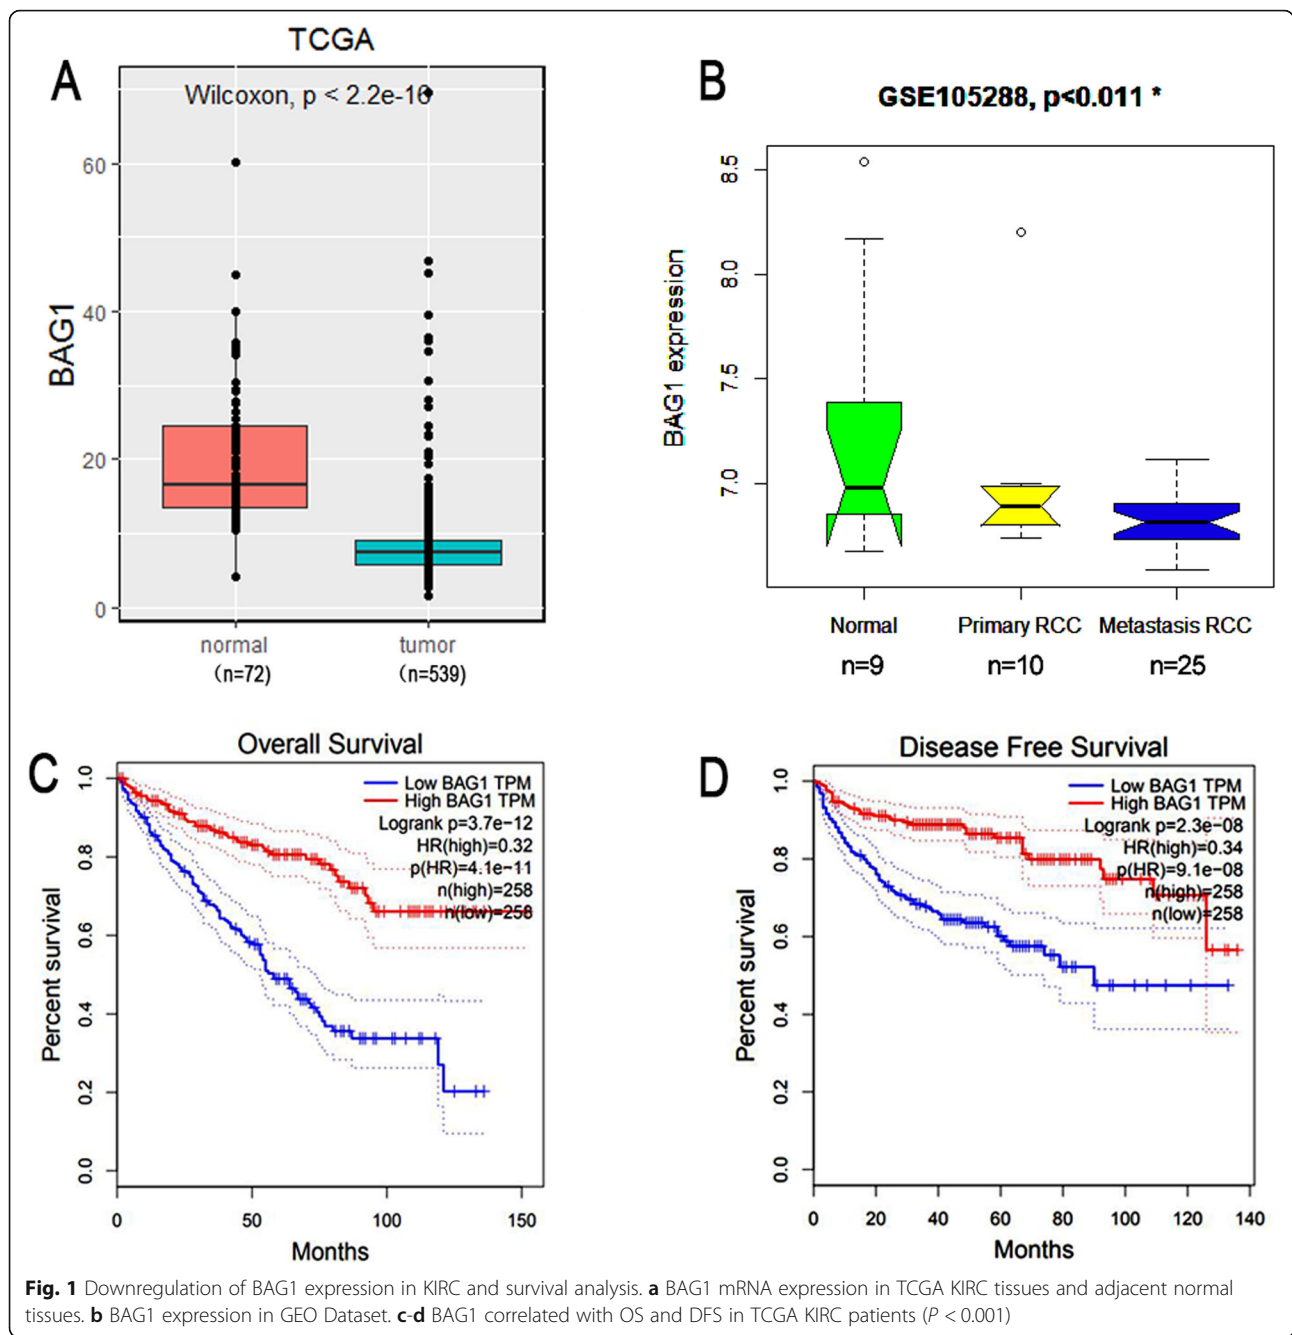 TCGA
A
Wilcoxon, p < 2.2e-16
BAG1
60
40
20
0
normal
tumor
(n=72)
(n=539)
B
GSE105288, p<0.011 *
BAG1 expression
8.5
8.0
7.5
7.0
Normal
Primary RCC
Metastasis RCC
n=9
n=10
n=25
C
Overall Survival
Low BAG1 TPM
High BAG1 TPM
Logrank p=3.7e−12
HR(high)=0.32
p(HR)=4.1e−11
n(high)=258
n(low)=258
Percent survival
1.0
0.8
0.6
0.4
0.2
0.0
0
50
100
150
Months
D
Disease Free Survival
Low BAG1 TPM
High BAG1 TPM
Logrank p=2.3e−08
HR(high)=0.34
p(HR)=9.1e−08
n(high)=258
n(low)=258
Percent survival
1.0
0.8
0.6
0.4
0.2
0.0
0
20
40
60
80
100
120
140
Months
Fig. 1 Downregulation of BAG1 expression in KIRC and survival analysis. a BAG1 mRNA expression in TCGA KIRC tissues and adjacent normal
tissues. b BAG1 expression in GEO Dataset. c-d BAG1 correlated with OS and DFS in TCGA KIRC patients (P < 0.001)